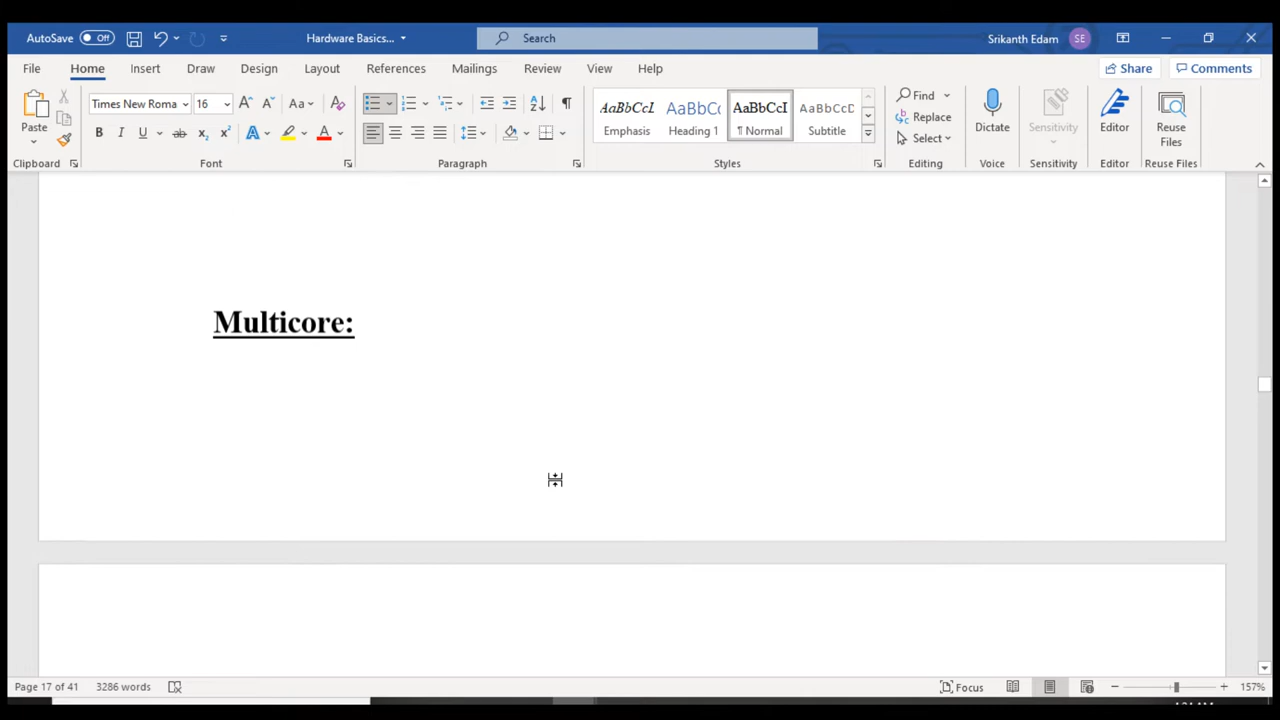 AutoSave Off Hardware Basics... Search Srikanth Edam SE
File Home Insert Draw Design Layout References Mailings Review View Help Share Comments
Paste Times New Roma 16 Aa AaBbCcL AaBbCc AaBbCcI AaBbCcD Find Replace Select Dictate Sensitivity Editor Reuse Files
Emphasis Heading 1 ¶ Normal Subtitle
Clipboard Font Paragraph Styles Editing Voice Sensitivity Editor Reuse Files
Multicore:
Page 17 of 41 3286 words Focus 157%